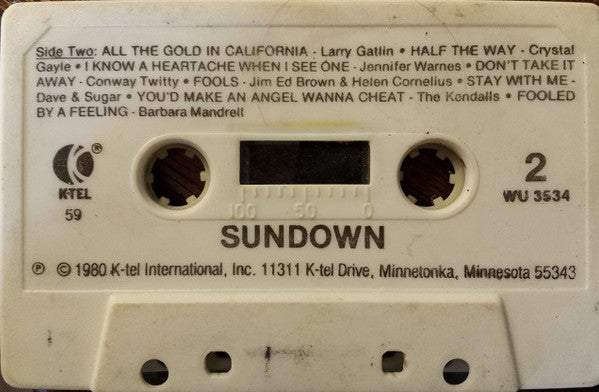 Side Two: ALL THE GOLD IN CALIFORNIA - Larry Gatlin • HALF THE WAY - Crystal
Gayle • I KNOW A HEARTACHE WHEN I SEE ONE - Jennifer Warnes • DON'T TAKE IT
AWAY - Conway Twitty • FOOLS - Jim Ed Brown & Helen Cornelius • STAY WITH ME -
Dave & Sugar • YOU'D MAKE AN ANGEL WANNA CHEAT - The Kendalls • FOOLED
BY A FEELING - Barbara Mandrell
K ®
K-TEL
59
100 50 0
2
WU 3534
SUNDOWN
℗ © 1980 K-tel International, Inc. 11311 K-tel Drive, Minnetonka, Minnesota 55343